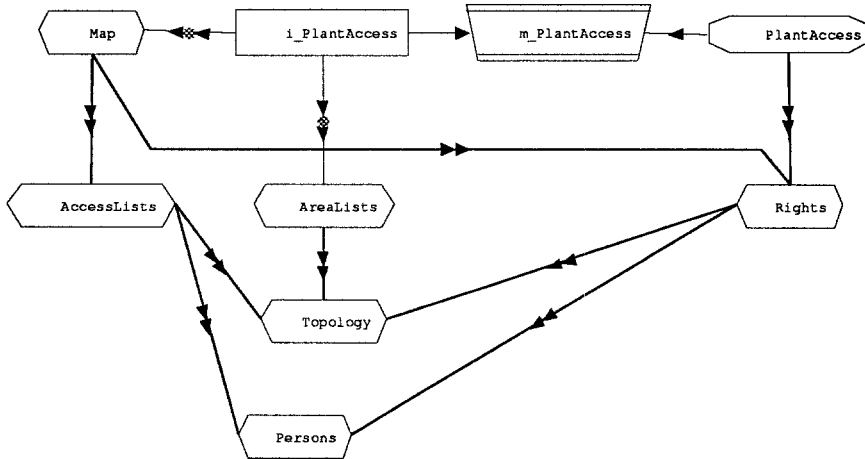 Map
i_PlantAccess
m_PlantAccess
PlantAccess
AccessLists
AreaLists
Rights
Topology
Persons